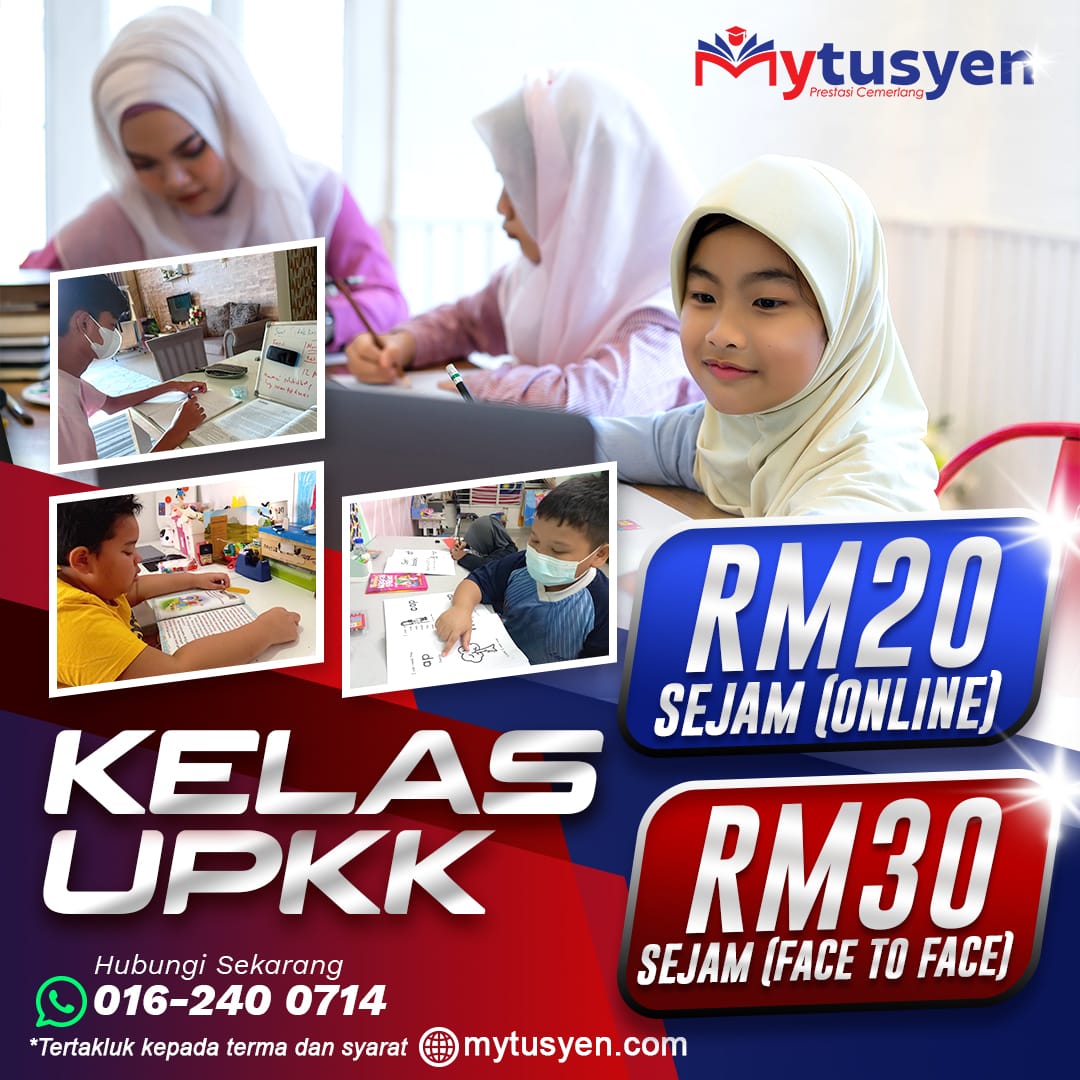 Mytusyen
Prestasi Cemerlang
RM20
SEJAM (ONLINE)
KELAS
UPKK
RM30
SEJAM (FACE TO FACE)
Hubungi Sekarang
016-240 0714
*Tertakluk kepada terma dan syarat
mytusyen.com